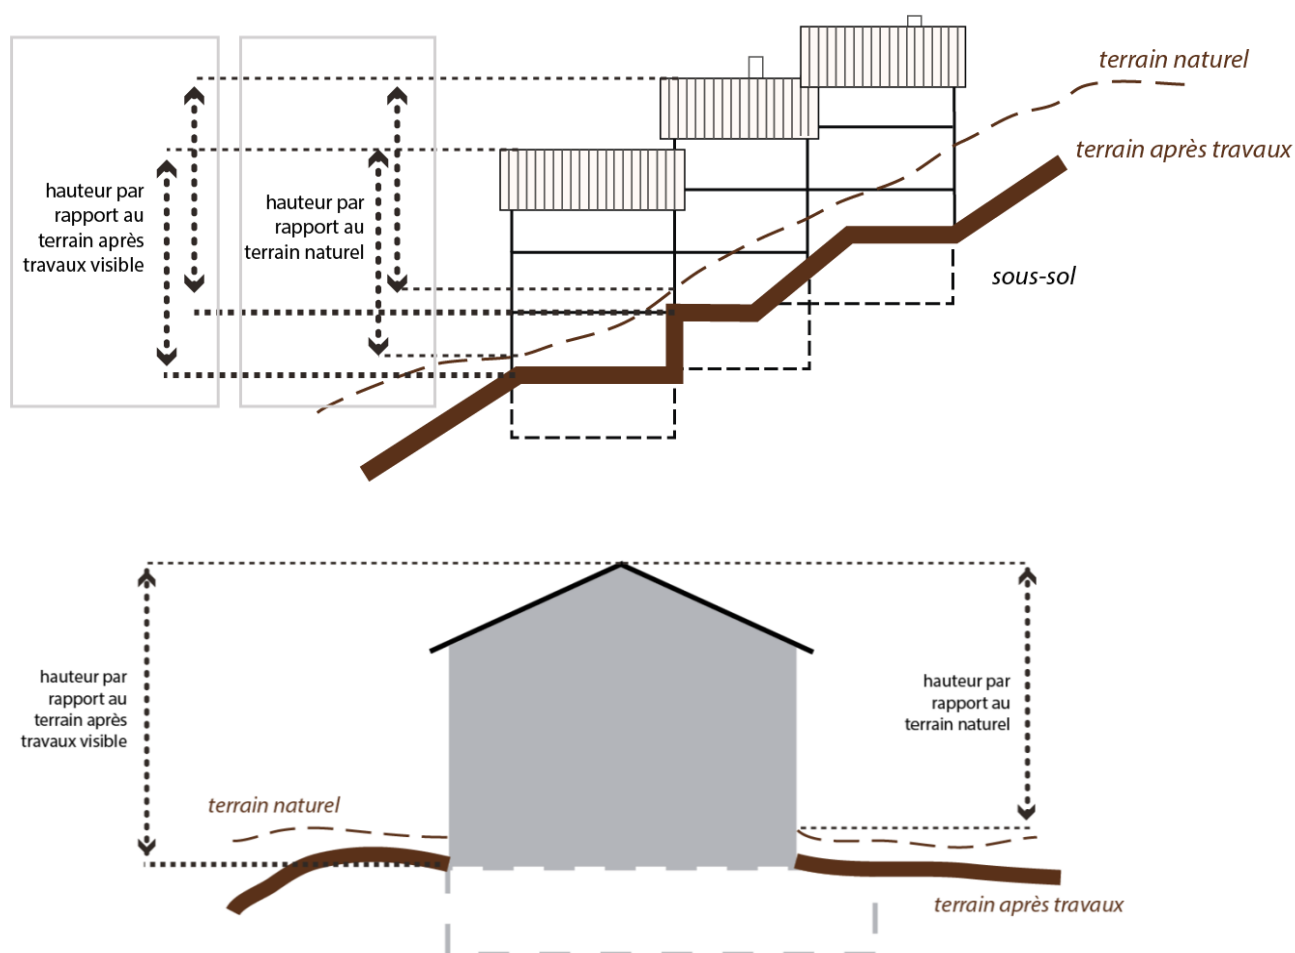 terrain naturel
terrain après travaux
hauteur par
rapport au
terrain après
travaux visible
hauteur par
rapport au
terrain naturel
sous-sol
hauteur par
rapport au
terrain après
travaux visible
hauteur par
rapport au
terrain naturel
terrain naturel
terrain après travaux